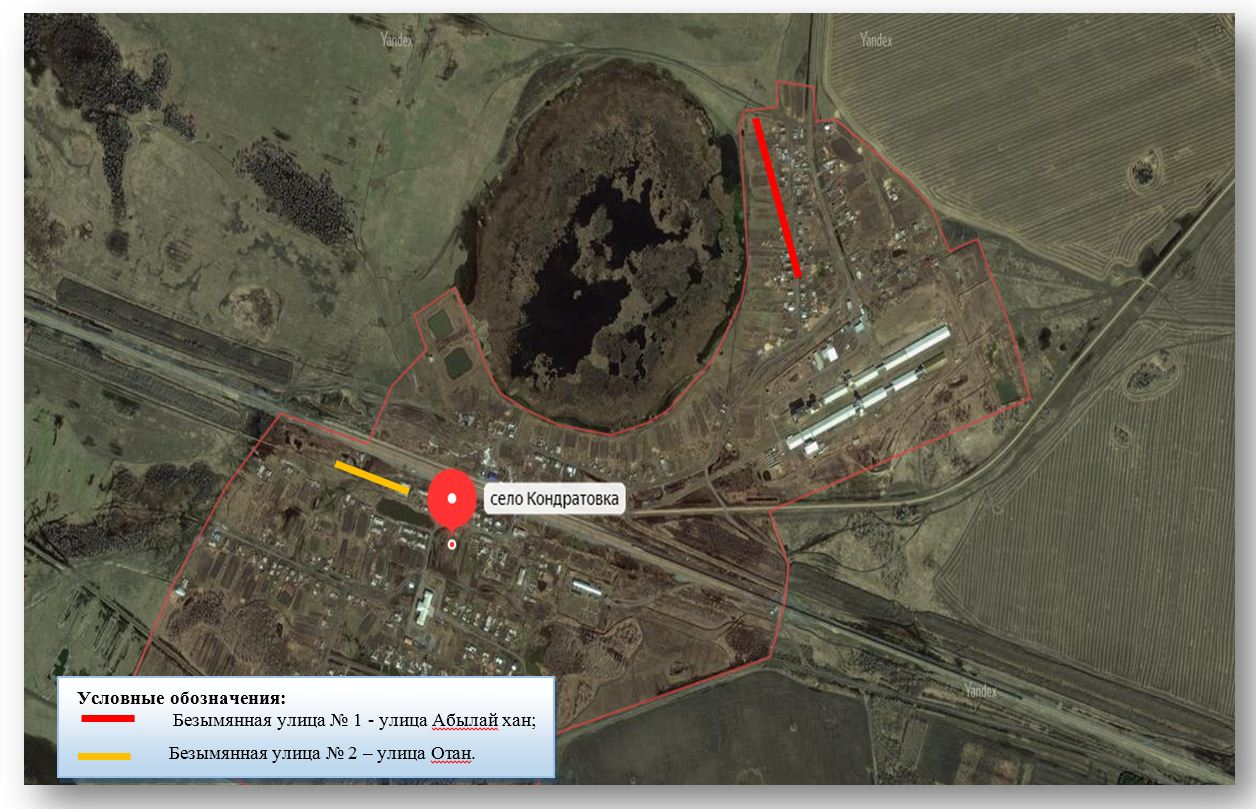 Yandex
Yandex
село Кондратовка
Yandex
Условные обозначения:
Безымянная улица № 1 - улица Абылай хан;
Безымянная улица № 2 – улица Отан.